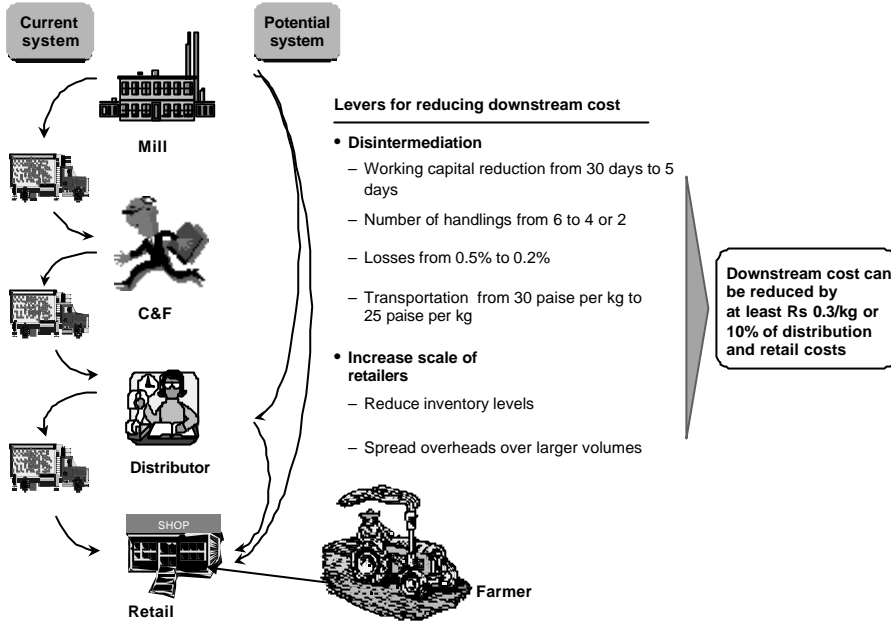 Current
system
Potential
system
Mill
C&F
Distributor
SHOP
Retail
Levers for reducing downstream cost
• Disintermediation
– Working capital reduction from 30 days to 5
days
– Number of handlings from 6 to 4 or 2
– Losses from 0.5% to 0.2%
– Transportation from 30 paise per kg to
25 paise per kg
• Increase scale of
retailers
– Reduce inventory levels
– Spread overheads over larger volumes
Farmer
Downstream cost can
be reduced by
at least Rs 0.3/kg or
10% of distribution
and retail costs